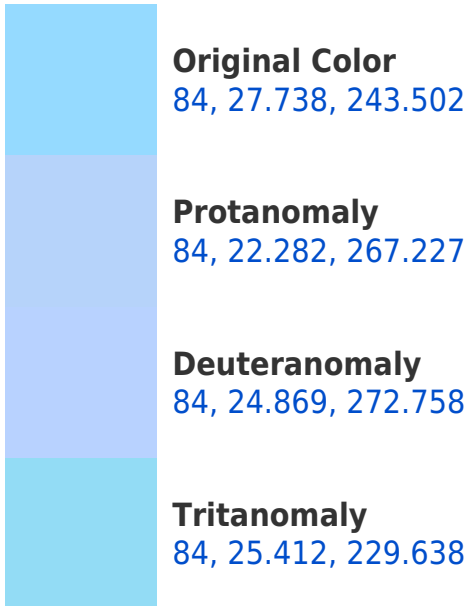 Original Color
84, 27.738, 243.502
Protanomaly
84, 22.282, 267.227
Deuteranomaly
84, 24.869, 272.758
Tritanomaly
84, 25.412, 229.638